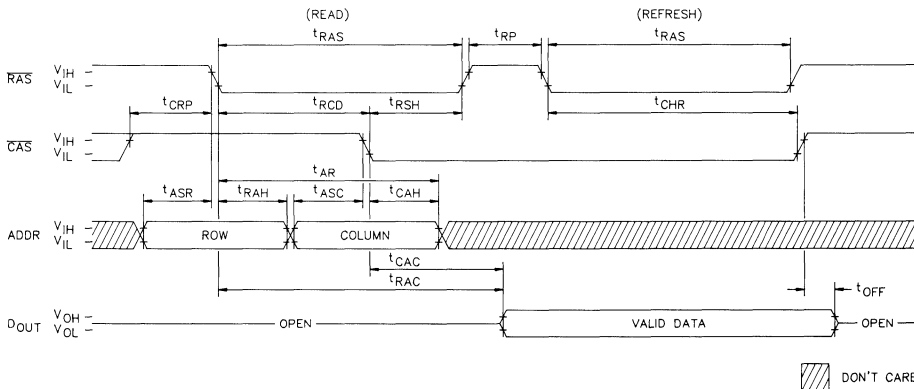 (READ) (REFRESH)
tRAS tRP tRAS
RAS VIH
VIL
tCRP tRCD tRSH tCHR
CAS VIH
VIL
tAR
tASR tRAH tASC tCAH
ADDR VIH
VIL
ROW COLUMN
tCAC
tRAC
tOFF
DOUT VOH
VOL
OPEN VALID DATA OPEN
DON'T CARE